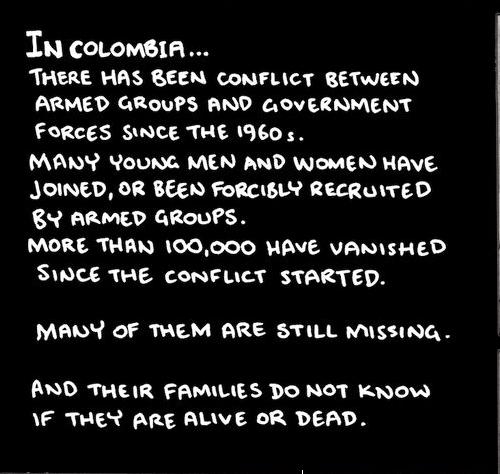 IN COLOMBIA...
THERE HAS BEEN CONFLICT BETWEEN
ARMED GROUPS AND GOVERNMENT
FORCES SINCE THE 1960s.
MANY YOUNG MEN AND WOMEN HAVE
JOINED, OR BEEN FORCIBLY RECRUITED
BY ARMED GROUPS.
MORE THAN 100,000 HAVE VANISHED
SINCE THE CONFLICT STARTED.
MANY OF THEM ARE STILL MISSING.
AND THEIR FAMILIES DO NOT KNOW
IF THEY ARE ALIVE OR DEAD.